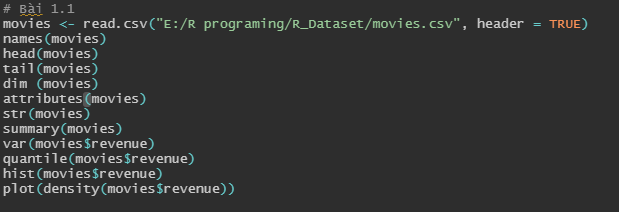 # Bài 1.1
movies <- read.csv("E:/R programing/R_Dataset/movies.csv", header = TRUE)
names(movies)
head(movies)
tail(movies)
dim (movies)
attributes(movies)
str(movies)
summary(movies)
var(movies$revenue)
quantile(movies$revenue)
hist(movies$revenue)
plot(density(movies$revenue))